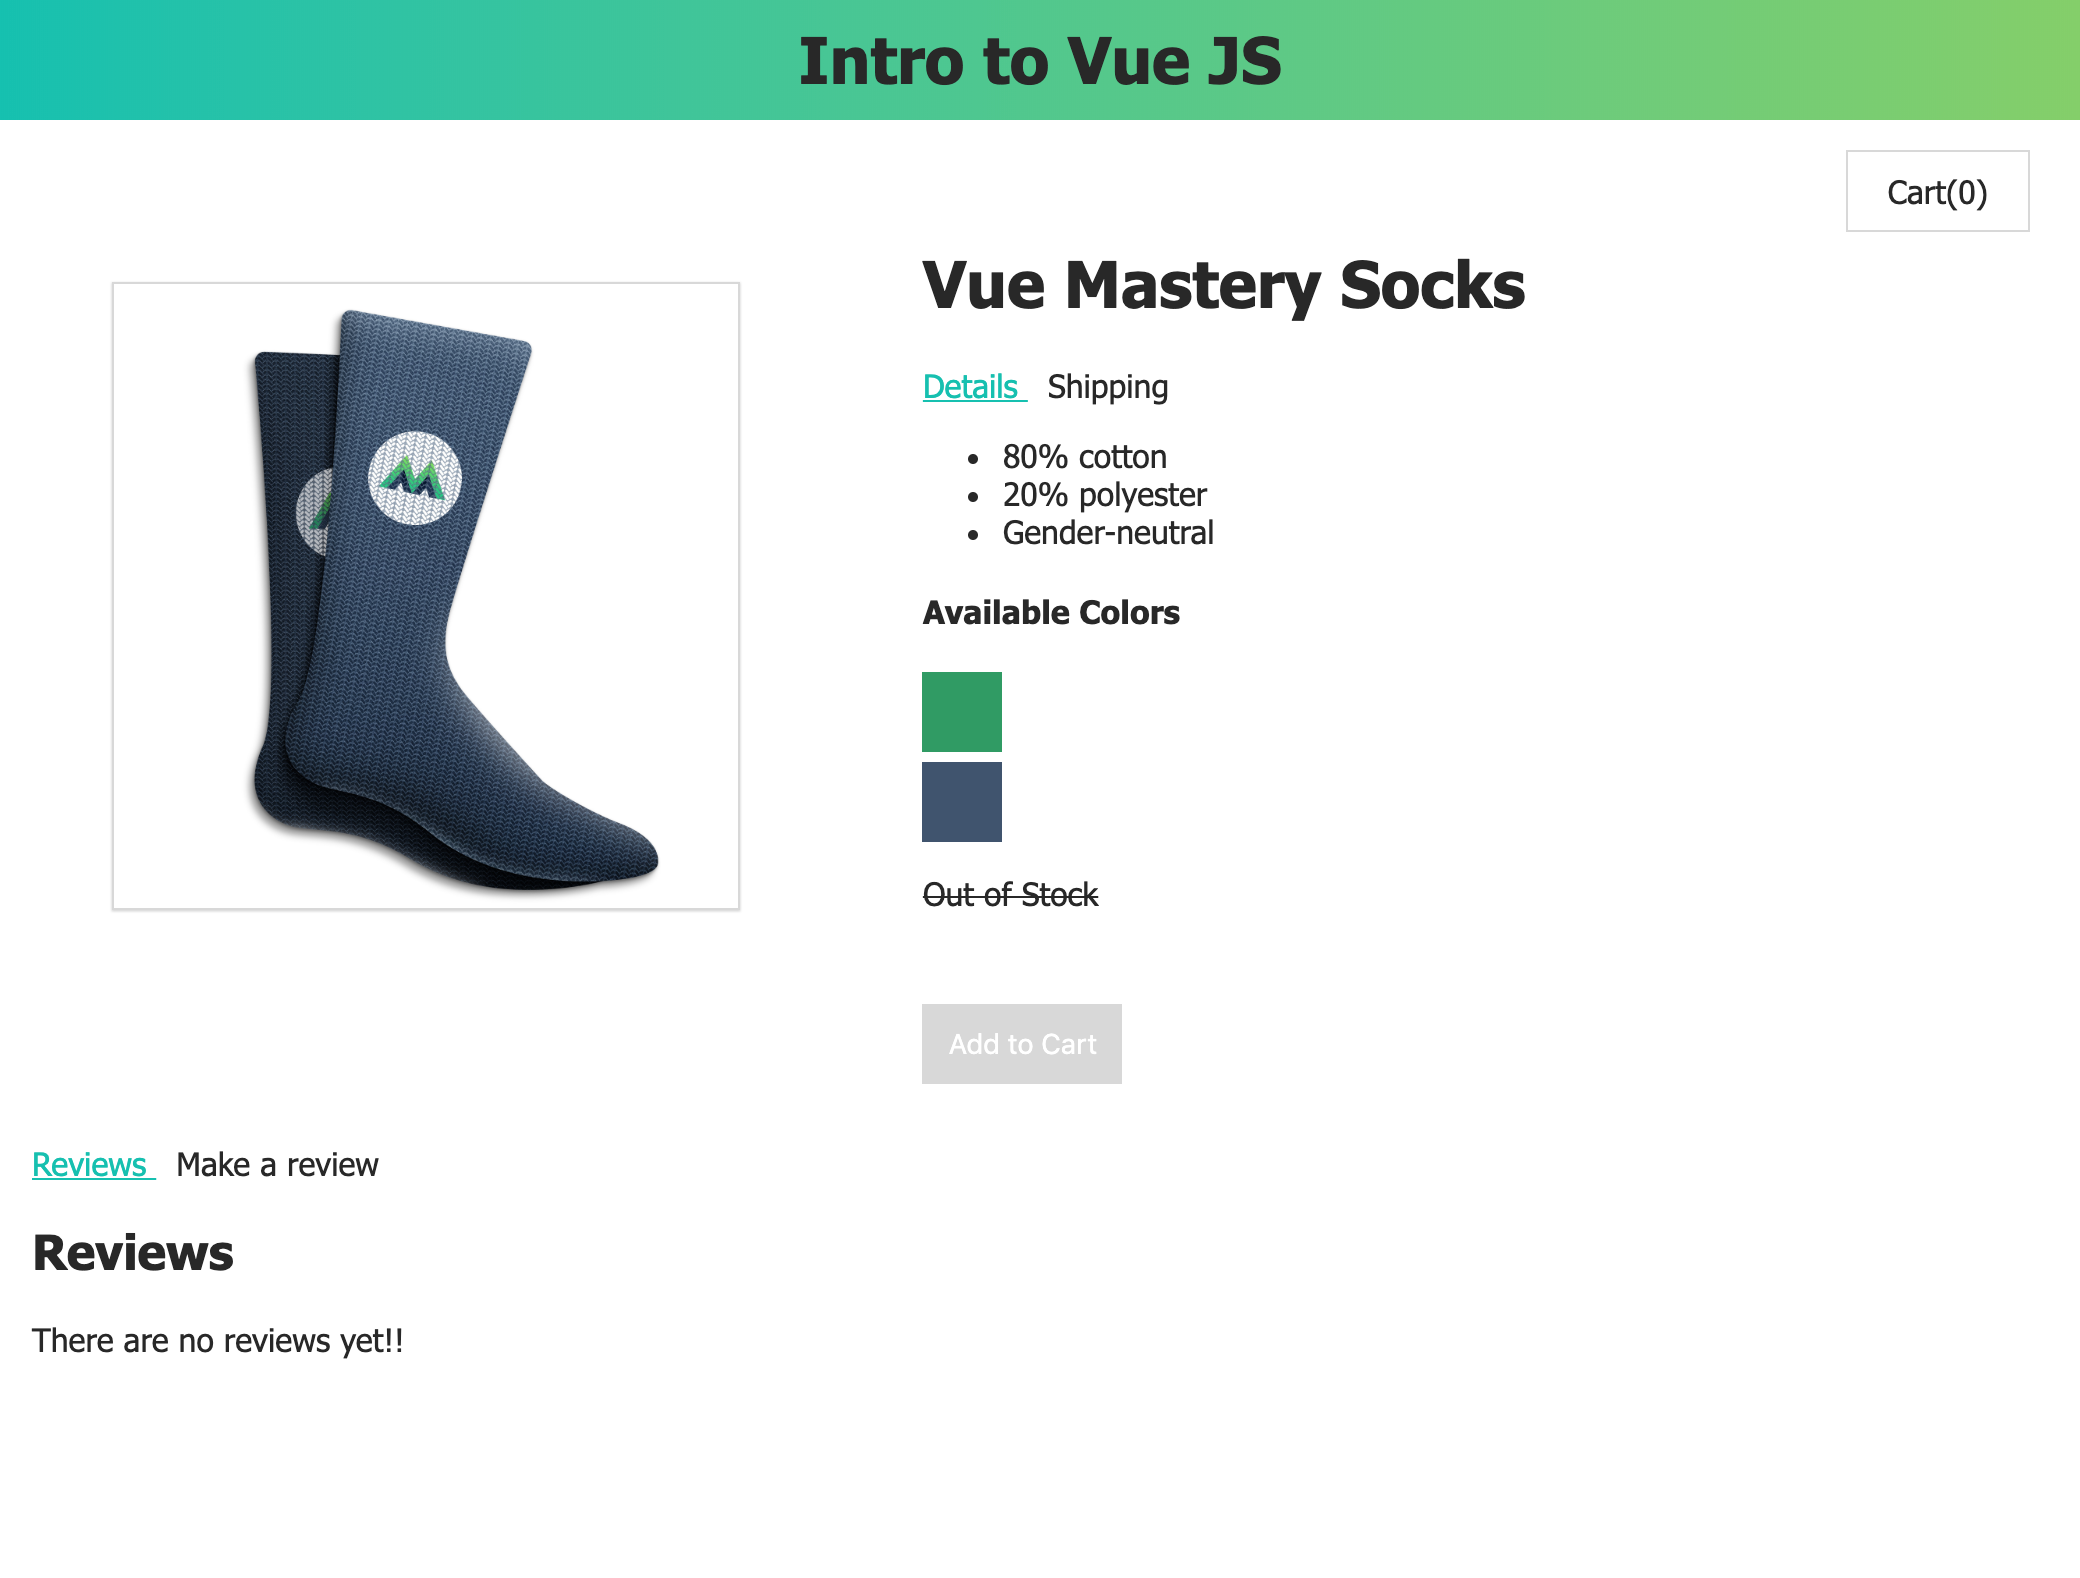 Intro to Vue JS
Cart(0)
Vue Mastery Socks
Details Shipping
80% cotton
20% polyester
Gender-neutral
Available Colors
Out of Stock
Add to Cart
Reviews Make a review
Reviews
There are no reviews yet!!